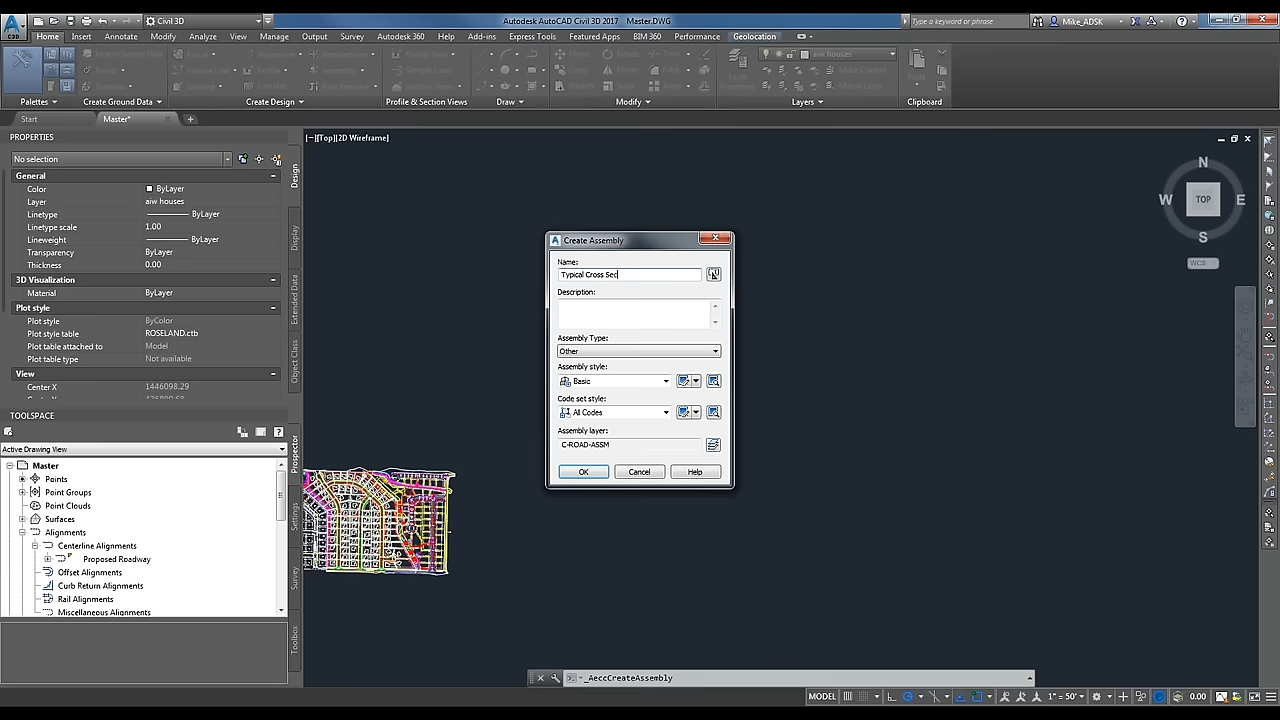 Civil 3D
Autodesk AutoCAD Civil 3D 2017 Master.DWG
Type a keyword or phrase
Mike_ADSK
C3D
Home Insert Annotate Modify Analyze View Manage Output Survey Autodesk 360 Help Add-ins Express Tools Featured Apps BIM 360 Performance Geolocation
aiw houses
Palettes Create Ground Data Create Design Profile & Section Views Draw Modify Layers Clipboard
Start Master*
PROPERTIES
[−][Top][2D Wireframe]
No selection
General
Color ByLayer
Layer aiw houses
Linetype ByLayer
Linetype scale 1.00
Lineweight ByLayer
Transparency ByLayer
Thickness 0.00
3D Visualization
Material ByLayer
Plot style
Plot style ByColor
Plot style table ROSELAND.ctb
Plot table attached to Model
Plot table type Not available
View
Center X 1446098.29
Design
Display
Extended Data
Object Class
N
W TOP E
S
WCS
Create Assembly
Name:
Typical Cross Sec
Description:
Assembly Type:
Other
Assembly style:
Basic
Code set style:
All Codes
Assembly layer:
C-ROAD-ASSM
OK Cancel Help
TOOLSPACE
Active Drawing View
Master
Points
Point Groups
Point Clouds
Surfaces
Alignments
Centerline Alignments
Proposed Roadway
Offset Alignments
Curb Return Alignments
Rail Alignments
Miscellaneous Alignments
Prospector
Settings
Survey
Toolbox
_AeccCreateAssembly
MODEL 1" = 50' 0.00